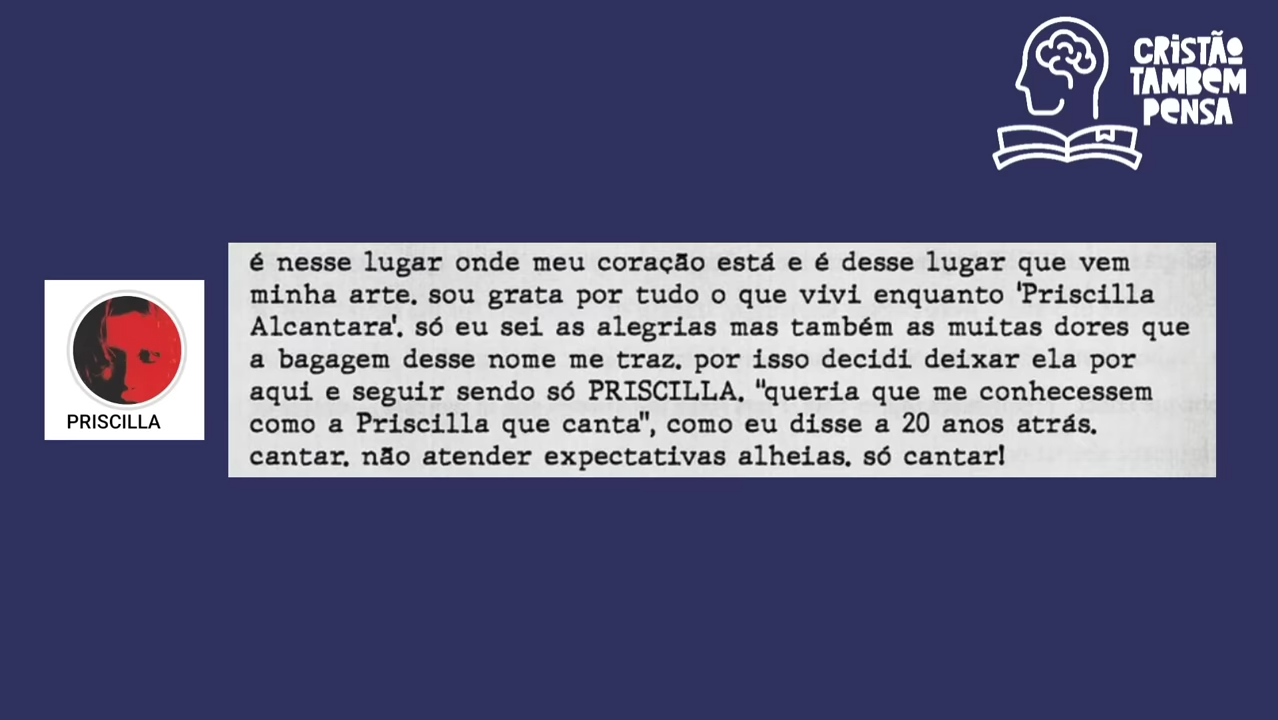 CRISTÃO
TAMBÉM
PENSA
é nesse lugar onde meu coração está e é desse lugar que vem
minha arte. sou grata por tudo o que vivi enquanto 'Priscilla
Alcantara'. só eu sei as alegrias mas também as muitas dores que
a bagagem desse nome me traz. por isso decidi deixar ela por
aqui e seguir sendo só PRISCILLA. "queria que me conhecessem
como a Priscilla que canta", como eu disse a 20 anos atrás.
cantar. não atender expectativas alheias. só cantar!
PRISCILLA